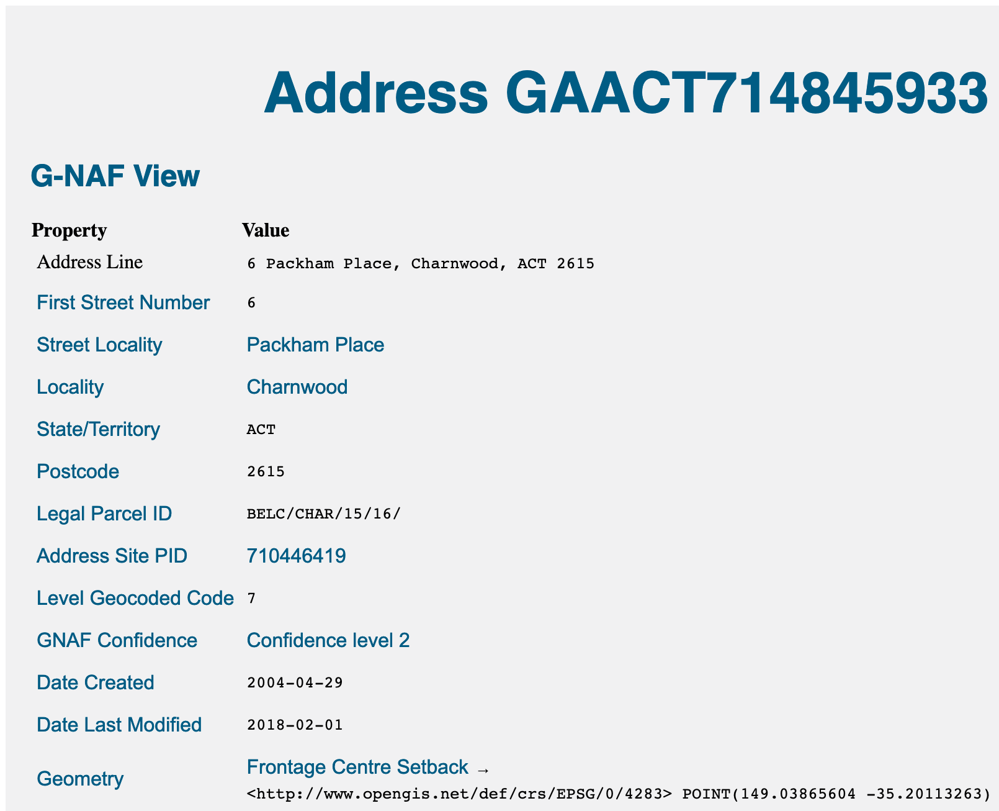 Address GAACT714845933
G-NAF View
Property Value
Address Line 6 Packham Place, Charnwood, ACT 2615
First Street Number 6
Street Locality Packham Place
Locality Charnwood
State/Territory ACT
Postcode 2615
Legal Parcel ID BELC/CHAR/15/16/
Address Site PID 710446419
Level Geocoded Code 7
GNAF Confidence Confidence level 2
Date Created 2004-04-29
Date Last Modified 2018-02-01
Geometry Frontage Centre Setback →
<http://www.opengis.net/def/crs/EPSG/0/4283> POINT(149.03865604 -35.20113263)